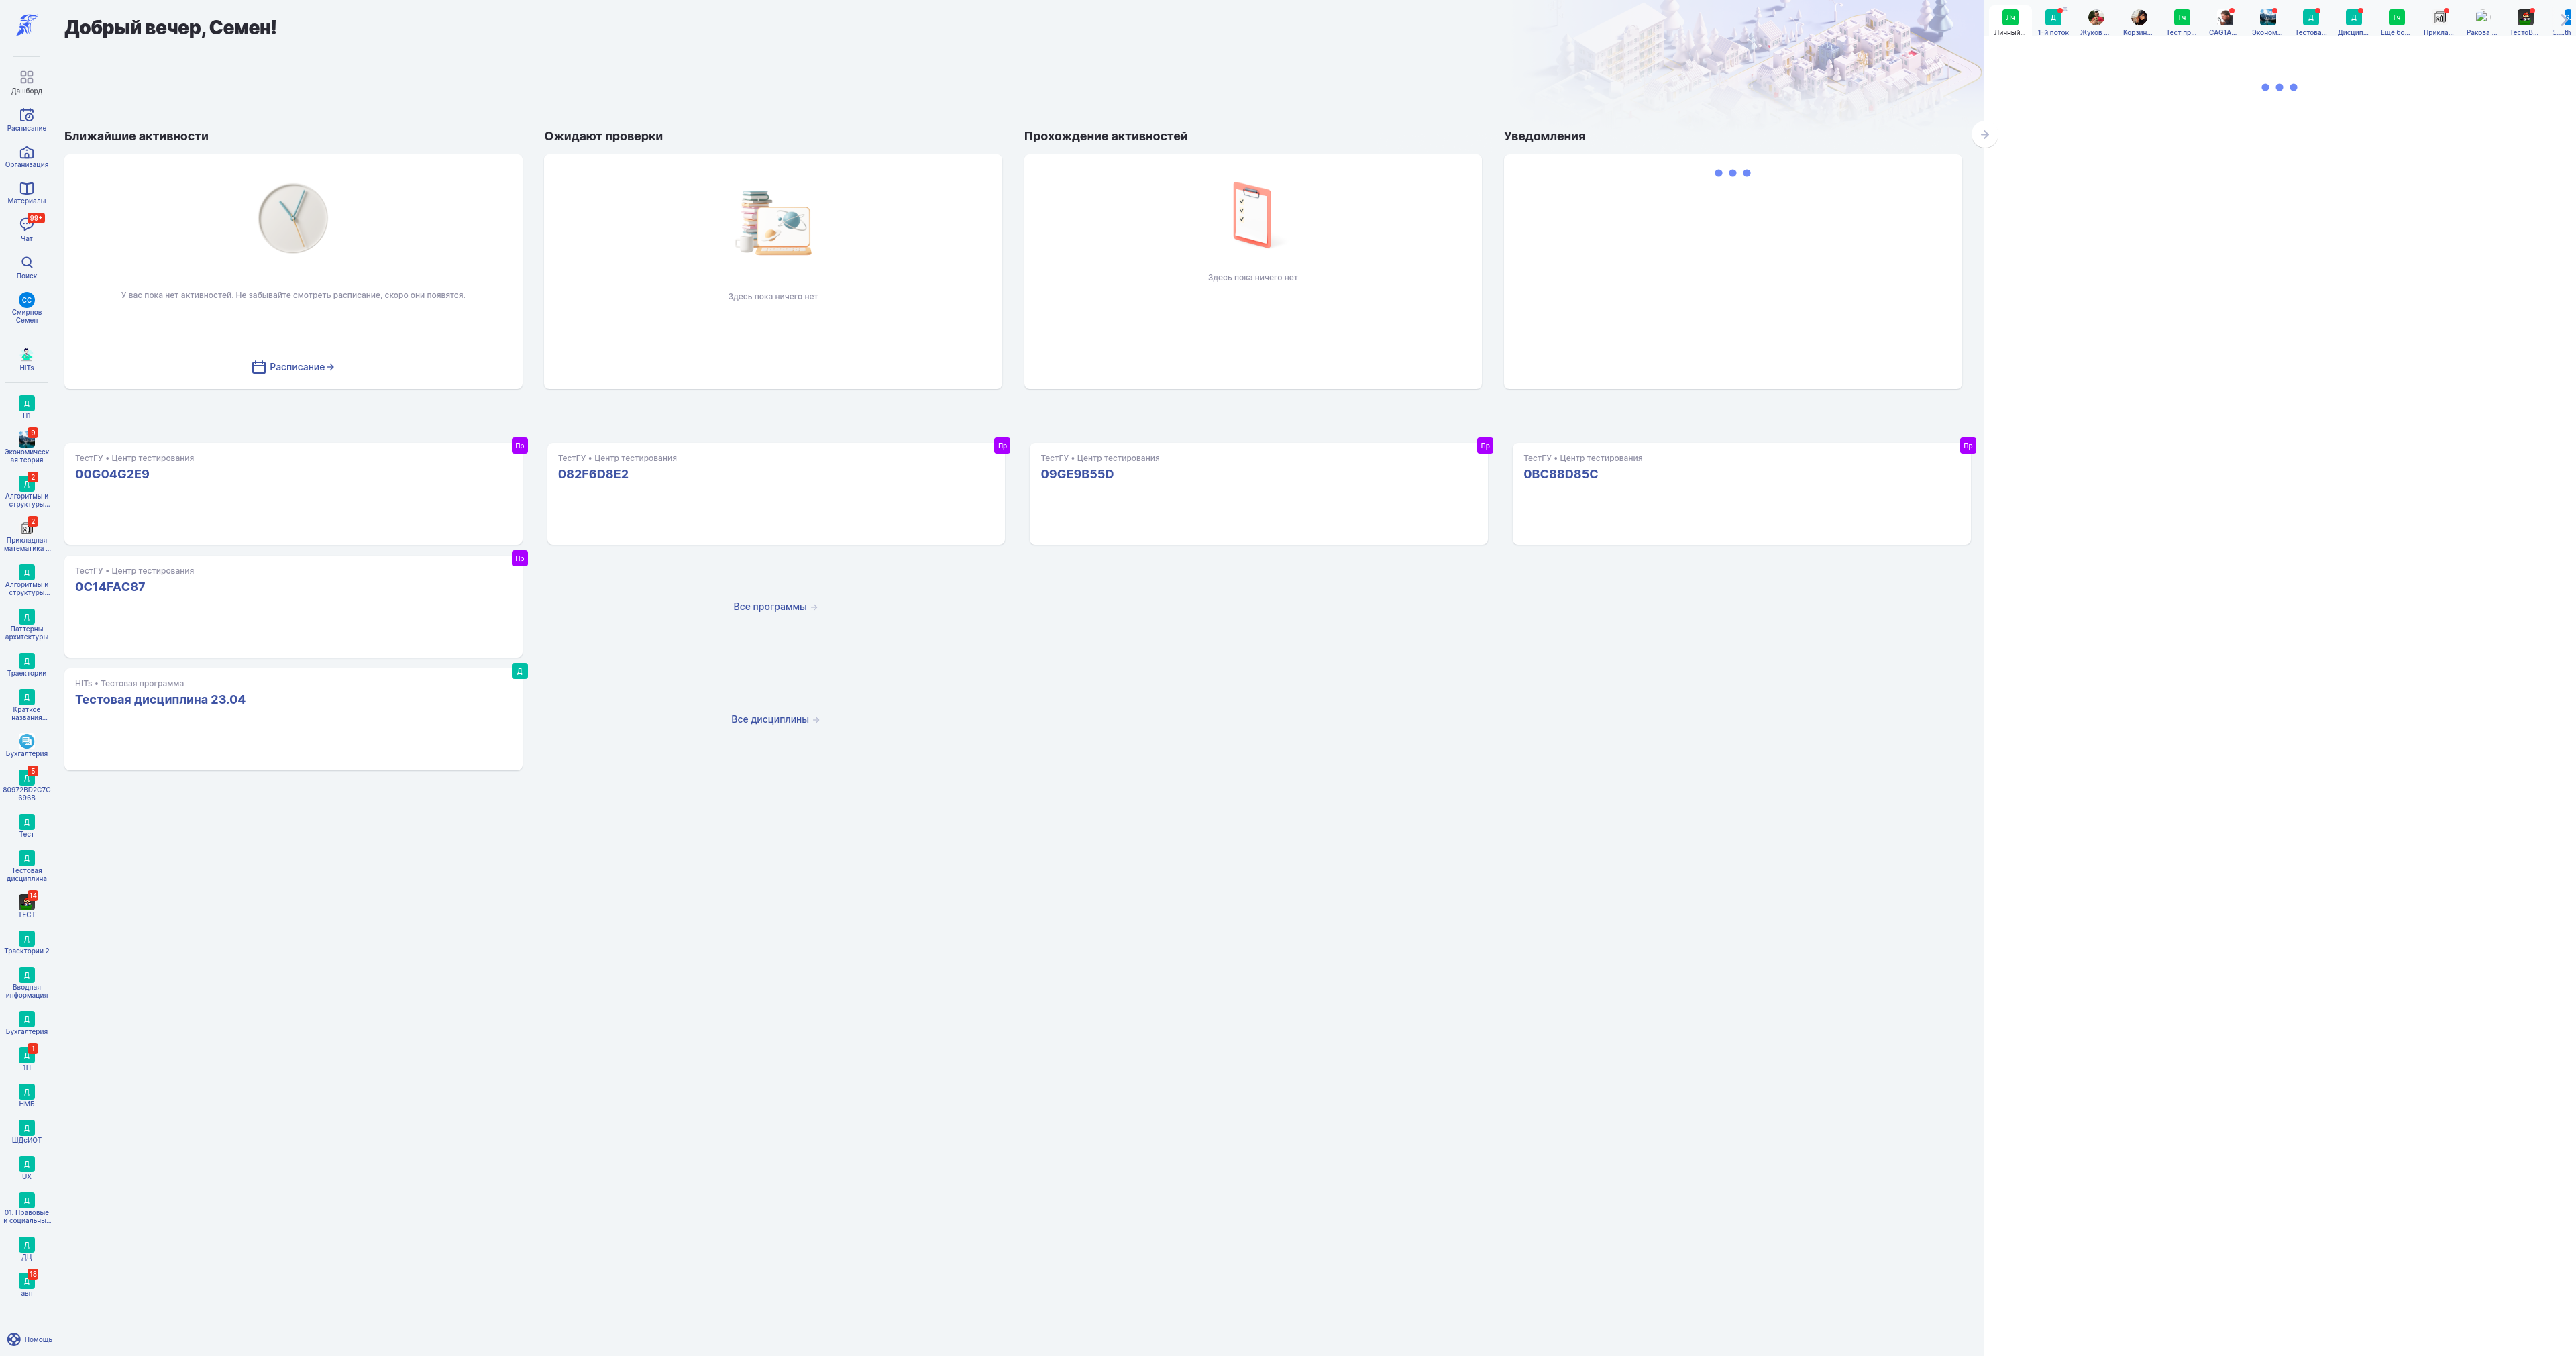 Добрый вечер, Семен!
Дашборд
Расписание
Организация
Материалы
99+
Чат
Поиск
СС
Смирнов
Семен
HITs
Д
П1
9
Экономическ
ая теория
2
Д
Алгоритмы и
структуры...
2
Прикладная
математика ...
Д
Алгоритмы и
структуры...
Д
Паттерны
архитектуры
Д
Траектории
Д
Краткое
названия...
Бухгалтерия
5
Д
80972BD2C7G
696B
Д
Тест
Д
Тестовая
дисциплина
14
ТЕСТ
Д
Траектории 2
Д
Вводная
информация
Д
Бухгалтерия
1
Д
1П
Д
НМБ
Д
ШДсИОТ
Д
UX
Д
01. Правовые
и социальны...
Д
ДЦ
18
Д
авп
Помощь
Ближайшие активности
У вас пока нет активностей. Не забывайте смотреть расписание, скоро они появятся.
Расписание
Ожидают проверки
Здесь пока ничего нет
Прохождение активностей
Здесь пока ничего нет
Уведомления
Пр
ТестГУ • Центр тестирования
00G04G2E9
Пр
ТестГУ • Центр тестирования
082F6D8E2
Пр
ТестГУ • Центр тестирования
09GE9B55D
Пр
ТестГУ • Центр тестирования
0BC88D85C
Пр
ТестГУ • Центр тестирования
0C14FAC87
Все программы
Д
HITs • Тестовая программа
Тестовая дисциплина 23.04
Все дисциплины
Лч
Личный...
Д
1-й поток
Жуков ...
Корзин...
Гч
Тест пр...
CAG1A...
Эконом...
Д
Тестова...
Д
Дисцип...
Гч
Ещё бо...
Прикла...
Ракова ...
ТестоВ...